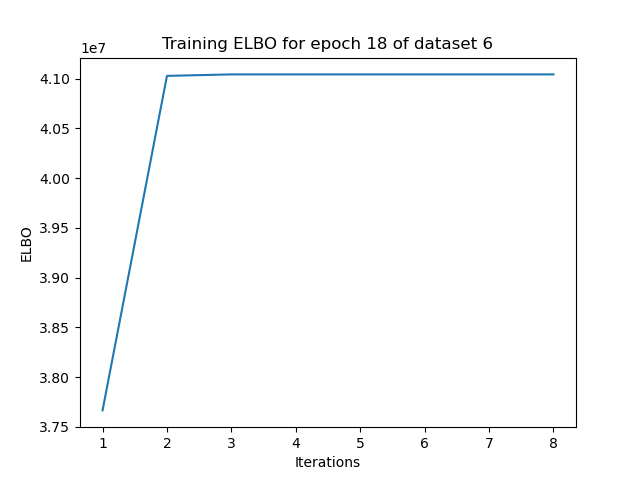 Training ELBO for epoch 18 of dataset 6
1e7
4.10
4.05
4.00
3.95
3.90
3.85
3.80
3.75
ELBO
1 2 3 4 5 6 7 8
Iterations